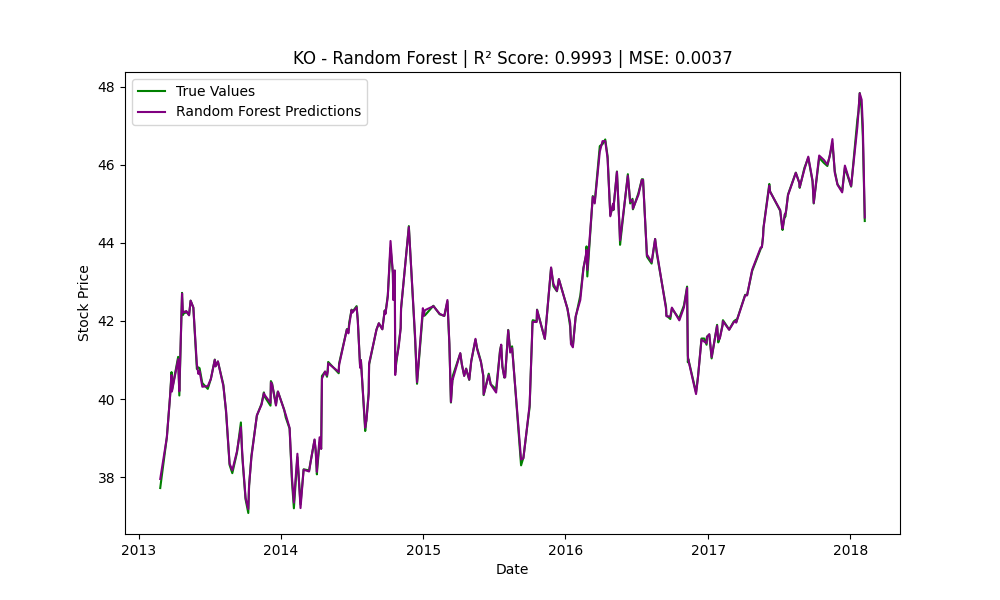 KO - Random Forest | R² Score: 0.9993 | MSE: 0.0037
True Values
Random Forest Predictions
Stock Price
48
46
44
42
40
38
2013 2014 2015 2016 2017 2018
Date